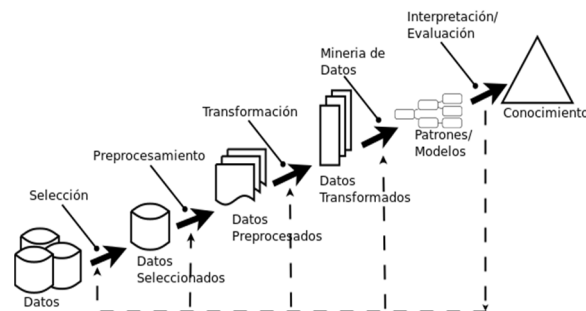 Interpretación/
Evaluación
Mineria de
Datos
Transformación
Preprocesamiento
Selección
Conocimiento
Patrones/
Modelos
Datos
Transformados
Datos
Preprocesados
Datos
Seleccionados
Datos